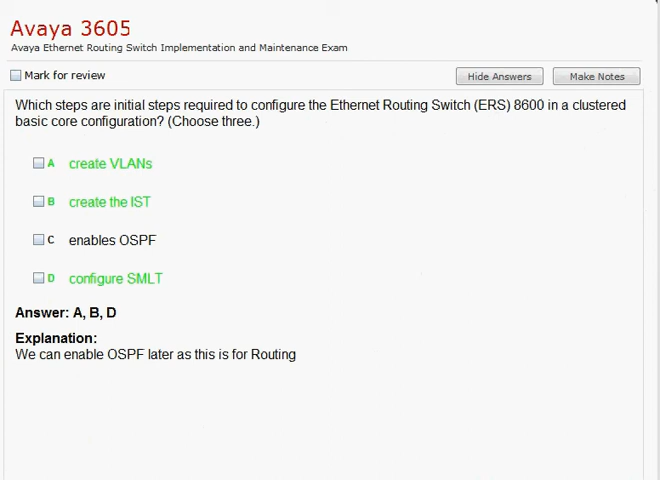 Avaya 3605
Avaya Ethernet Routing Switch Implementation and Maintenance Exam
Mark for review
Hide Answers
Make Notes
Which steps are initial steps required to configure the Ethernet Routing Switch (ERS) 8600 in a clustered
basic core configuration? (Choose three.)
A create VLANs
B create the IST
C enables OSPF
D configure SMLT
Answer: A, B, D
Explanation:
We can enable OSPF later as this is for Routing